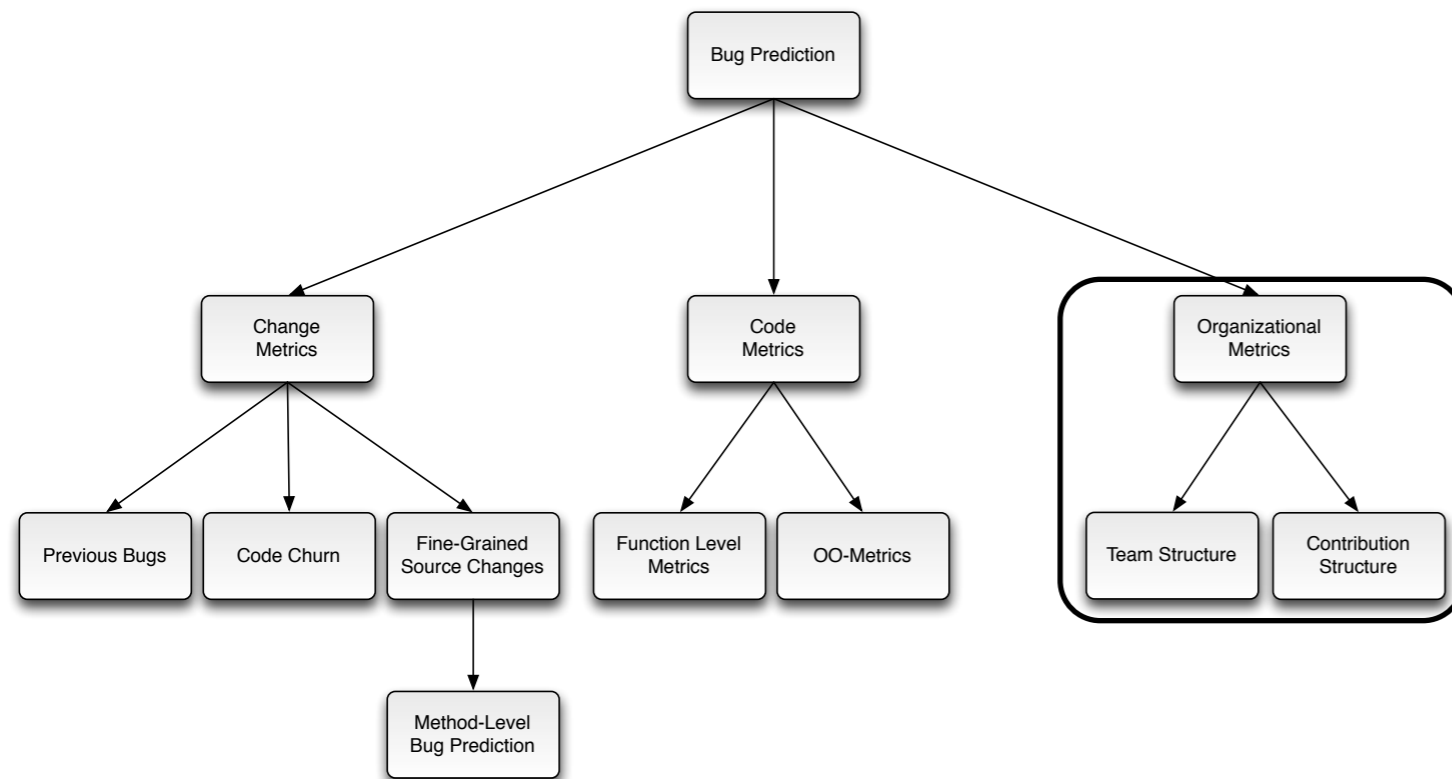 Bug Prediction
Change
Metrics
Code
Metrics
Organizational
Metrics
Previous Bugs
Code Churn
Fine-Grained
Source Changes
Function Level
Metrics
OO-Metrics
Team Structure
Contribution
Structure
Method-Level
Bug Prediction